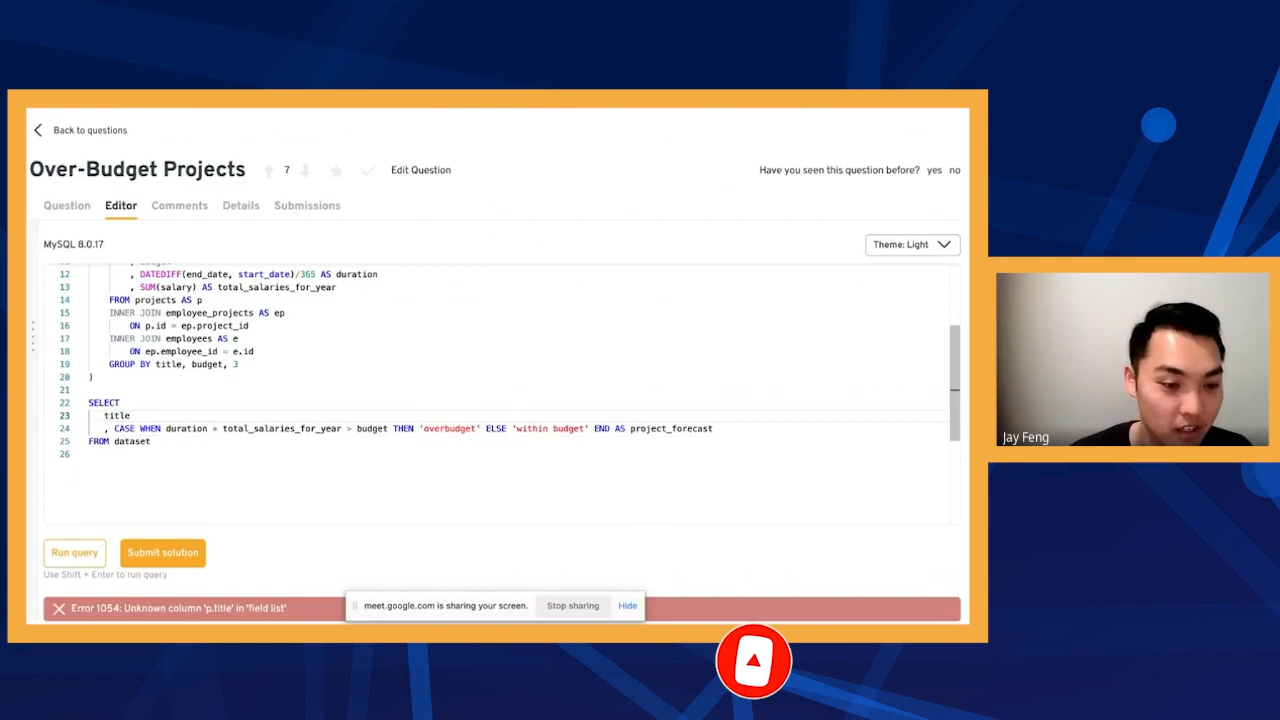 Back to questions
Over-Budget Projects
7
Edit Question
Have you seen this question before? yes no
Question
Editor
Comments
Details
Submissions
MySQL 8.0.17
Theme: Light
12 , DATEDIFF(end_date, start_date)/365 AS duration
13 , SUM(salary) AS total_salaries_for_year
14 FROM projects AS p
15 INNER JOIN employee_projects AS ep
16 ON p.id = ep.project_id
17 INNER JOIN employees AS e
18 ON ep.employee_id = e.id
19 GROUP BY title, budget, 3
20 )
21
22 SELECT
23 title
24 , CASE WHEN duration * total_salaries_for_year > budget THEN 'overbudget' ELSE 'within budget' END AS project_forecast
25 FROM dataset
26
Run query
Submit solution
Use Shift + Enter to run query
Error 1054: Unknown column 'p.title' in 'field list'
meet.google.com is sharing your screen.
Stop sharing
Hide
Jay Feng